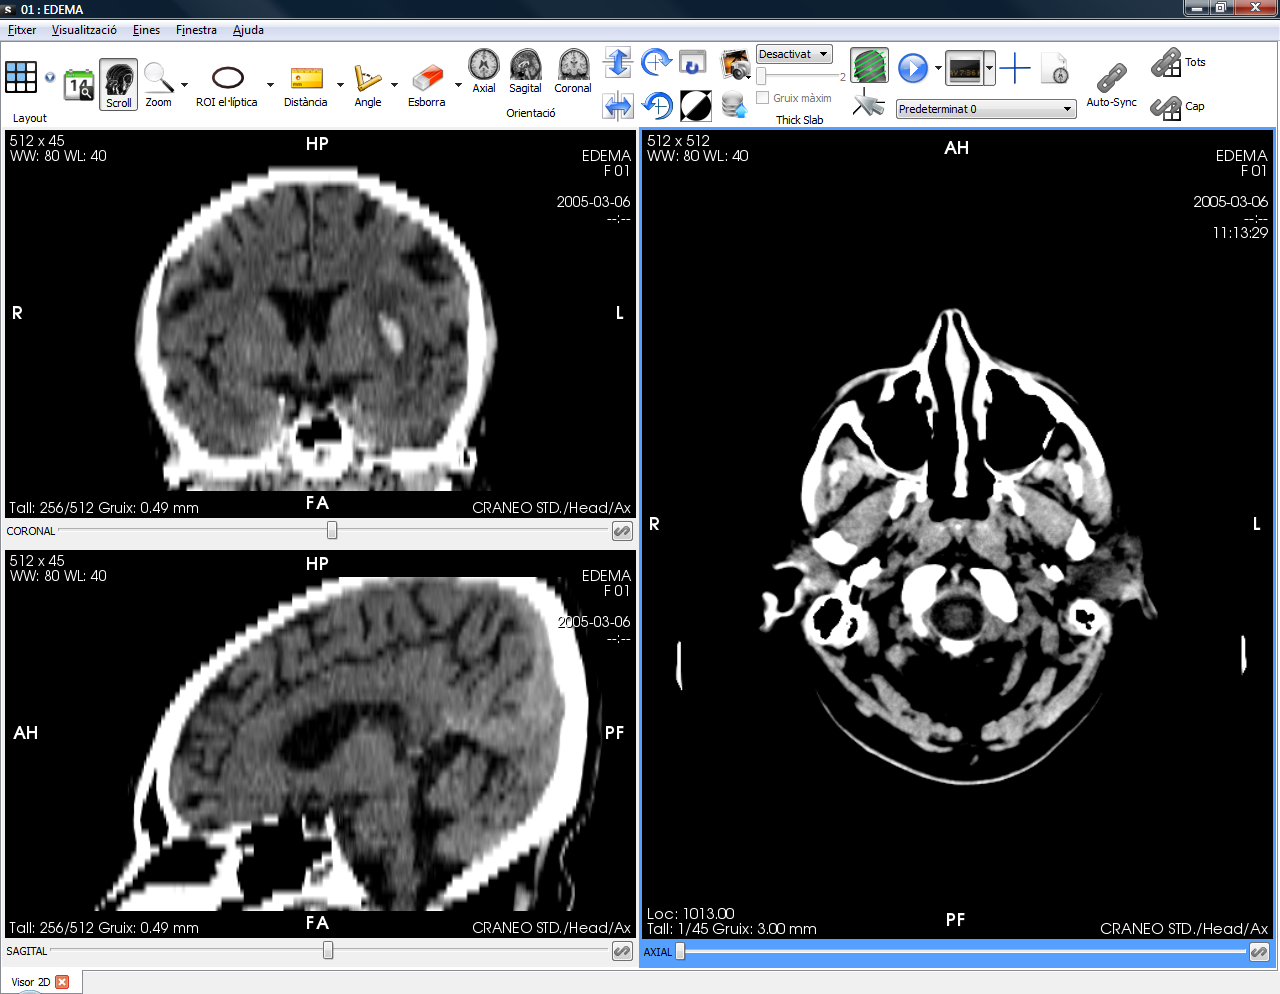 01 : EDEMA
Fitxer Visualització Eines Finestra Ajuda
Layout
14
Scroll
Zoom
ROI el·líptica
Distància
Angle
Esborra
Axial Sagital Coronal
Orientació
Desactivat
2
Gruix màxim
Thick Slab
Predeterminat 0
Auto-Sync
Tots
Cap
512 x 45
WW: 80 WL: 40
HP
EDEMA
F 01
2005-03-06
--:--
R
L
Tall: 256/512 Gruix: 0.49 mm
FA
CRANEO STD./Head/Ax
CORONAL
512 x 45
WW: 80 WL: 40
HP
EDEMA
F 01
2005-03-06
--:--
AH
PF
Tall: 256/512 Gruix: 0.49 mm
FA
CRANEO STD./Head/Ax
SAGITAL
512 x 512
WW: 80 WL: 40
AH
EDEMA
F 01
2005-03-06
--:--
11:13:29
R
L
Loc: 1013.00
Tall: 1/45 Gruix: 3.00 mm
PF
CRANEO STD./Head/Ax
AXIAL
Visor 2D